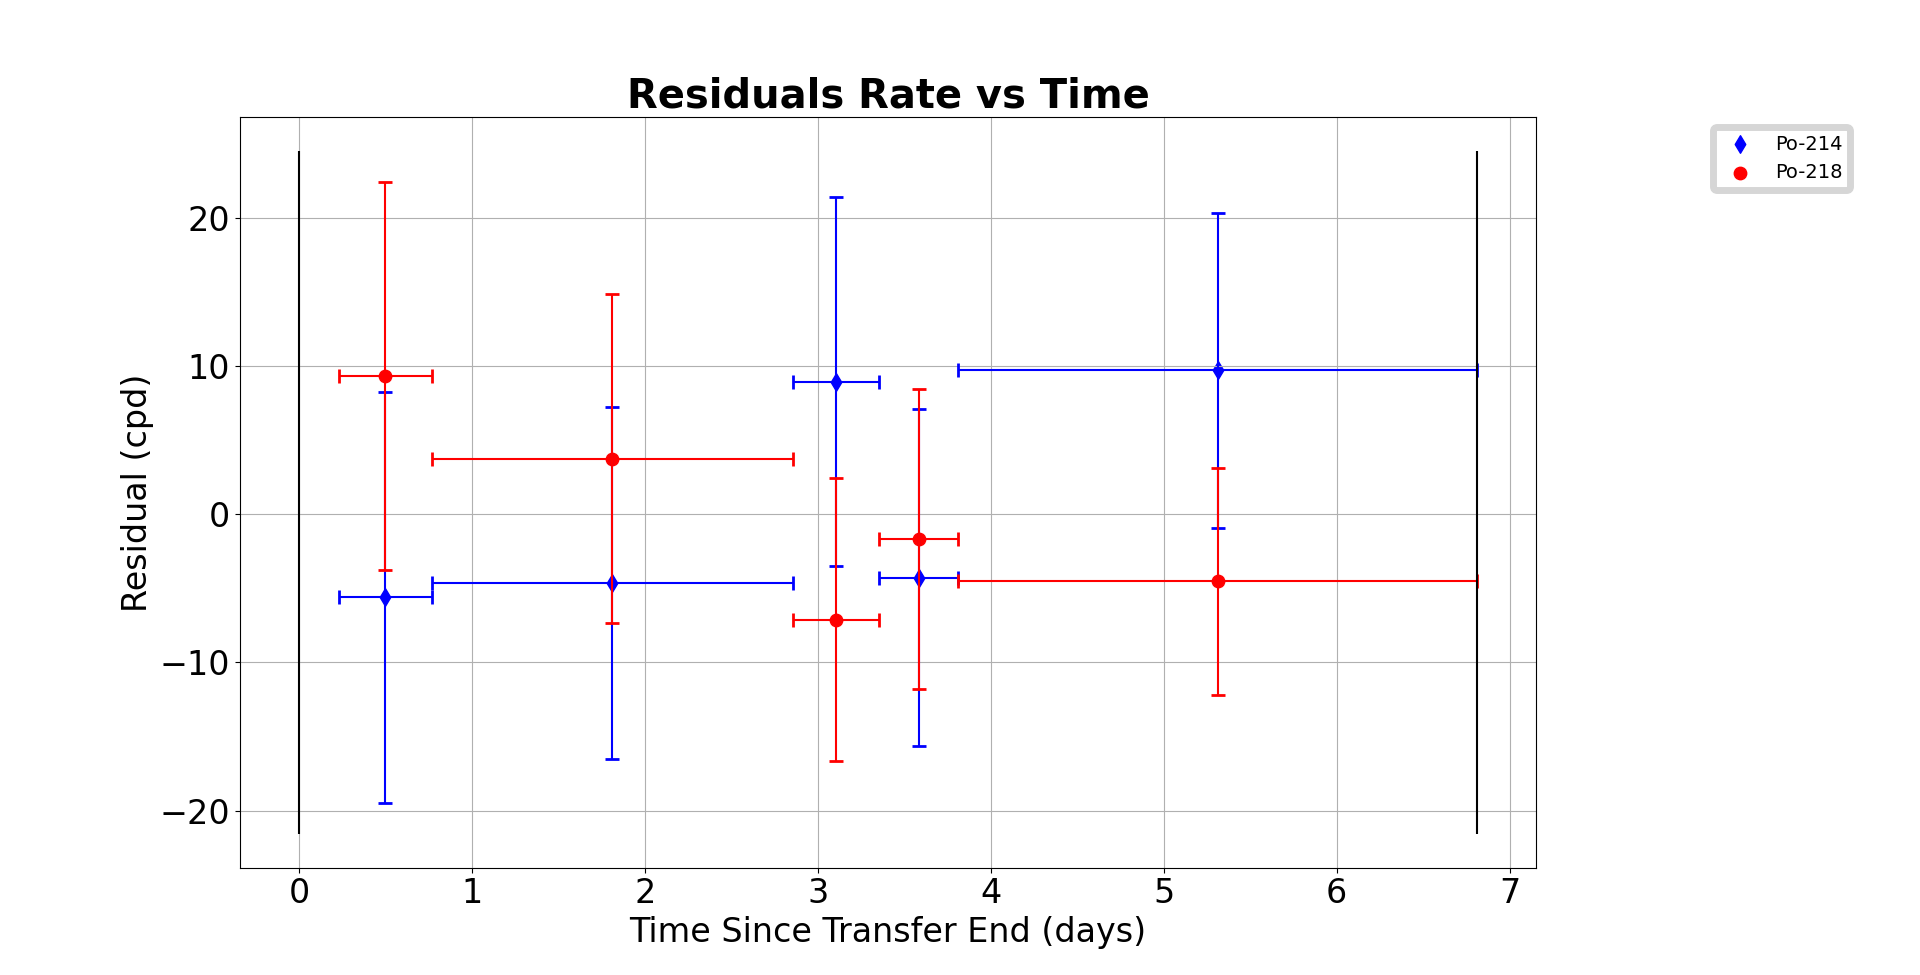 Residuals Rate vs Time
Po-214
Po-218
20
10
0
−10
−20
Residual (cpd)
0 1 2 3 4 5 6 7
Time Since Transfer End (days)